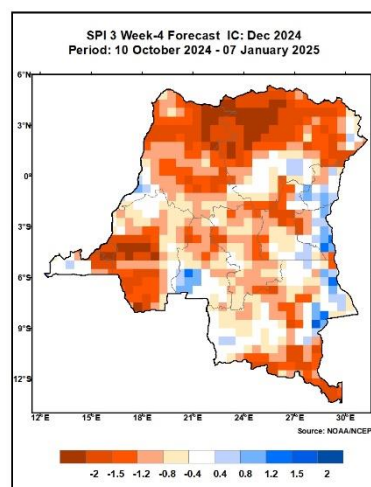 SPI 3 Week-4 Forecast IC: Dec 2024
Period: 10 October 2024 - 07 January 2025
6°N
3°N
0°
3°S
6°S
9°S
12°S
12°E 15°E 18°E 21°E 24°E 27°E 30°E
Source: NOAA/NCEP
-2 -1.5 -1.2 -0.8 -0.4 0.4 0.8 1.2 1.5 2